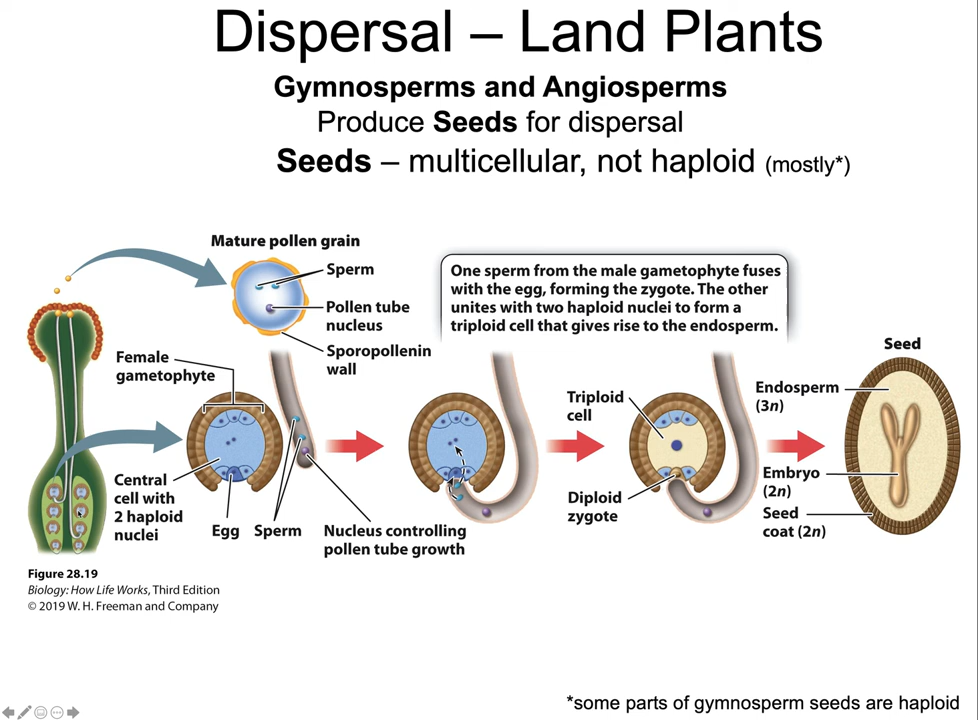 Dispersal – Land Plants
Gymnosperms and Angiosperms
Produce Seeds for dispersal
Seeds – multicellular, not haploid (mostly*)
Mature pollen grain
Sperm
Pollen tube
nucleus
Sporopollenin
wall
One sperm from the male gametophyte fuses
with the egg, forming the zygote. The other
unites with two haploid nuclei to form a
triploid cell that gives rise to the endosperm.
Female
gametophyte
Central
cell with
2 haploid
nuclei
Egg
Sperm
Nucleus controlling
pollen tube growth
Triploid
cell
Diploid
zygote
Seed
Endosperm
(3n)
Embryo
(2n)
Seed
coat (2n)
Figure 28.19
Biology: How Life Works, Third Edition
© 2019 W. H. Freeman and Company
*some parts of gymnosperm seeds are haploid